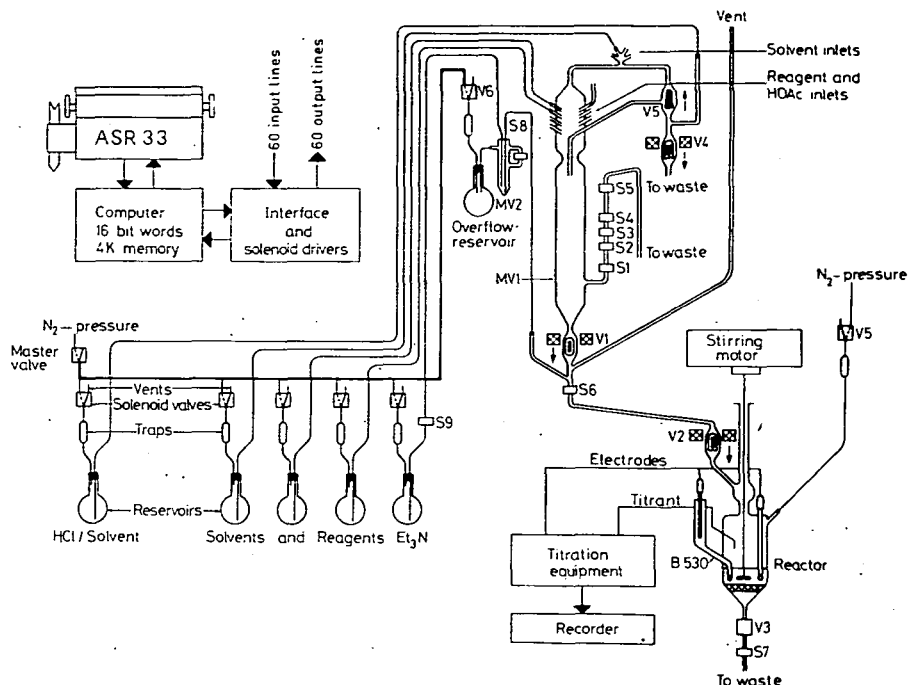 Vent
Solvent inlets
Reagent and
HOAc inlets
60 input lines
60 output lines
ASR 33
Computer
16 bit words
4K memory
Interface
and
solenoid drivers
V6
S8
MV2
Overflow-
reservoir
V5
V4
To waste
S5
S4
S3
S2
S1
To waste
MV1
V1
N2-pressure
V5
N2-pressure
Master
valve
Stirring
motor
Vents
Solenoid valves
S6
S9
Traps
V2
Electrodes
Reservoirs
Titrant
HCl / Solvent
Solvents and Reagents Et3N
Titration
equipment
B 530
Reactor
Recorder
V3
S7
To waste